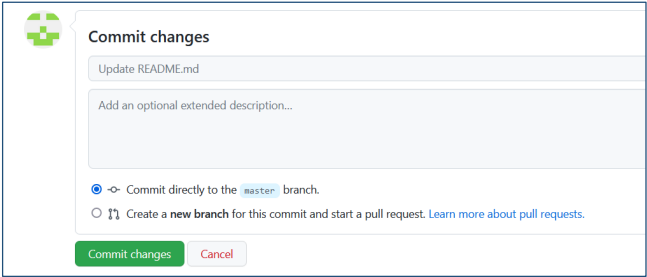 Commit changes
Update README.md
Add an optional extended description...
Commit directly to the master branch.
Create a new branch for this commit and start a pull request. Learn more about pull requests.
Commit changes
Cancel